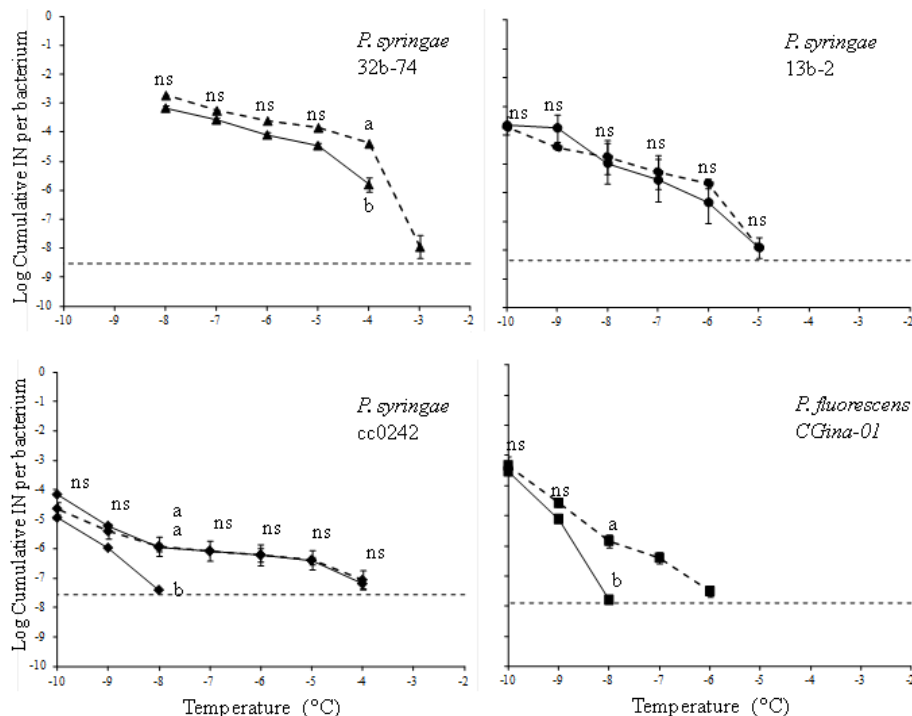 Log Cumulative IN per bacterium
0
-1
-2
-3
-4
-5
-6
-7
-8
-9
-10
P. syringae
32b-74
ns
ns
ns
ns
a
b
-10
-9
-8
-7
-6
-5
-4
-3
-2
P. syringae
13b-2
ns
ns
ns
ns
ns
ns
-10
-9
-8
-7
-6
-5
-4
-3
-2
Log Cumulative IN per bacterium
0
-1
-2
-3
-4
-5
-6
-7
-8
-9
-10
P. syringae
cc0242
ns
ns
a
a
ns
ns
ns
ns
b
-10
-9
-8
-7
-6
-5
-4
-3
-2
Temperature (°C)
P. fluorescens
CGina-01
ns
ns
a
b
-10
-9
-8
-7
-6
-5
-4
-3
-2
Temperature (°C)